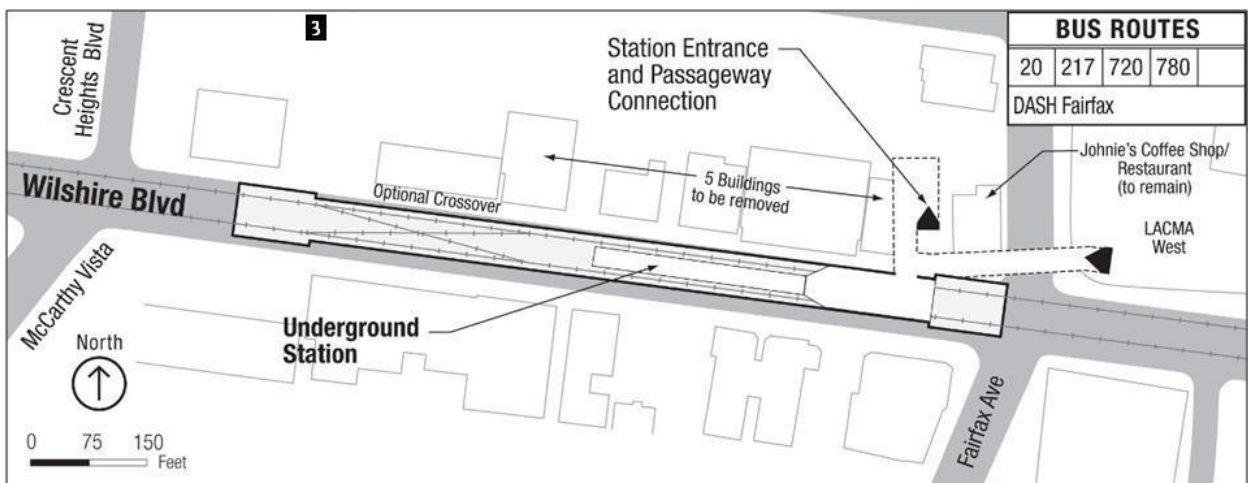 3
Crescent
Heights Blvd
Station Entrance
and Passageway
Connection
BUS ROUTES
20 217 720 780
DASH Fairfax
Johnie's Coffee Shop/
Restaurant
(to remain)
LACMA
West
5 Buildings
to be removed
Optional Crossover
Wilshire Blvd
McCarthy Vista
Underground
Station
North
Fairfax Ave
0 75 150
Feet